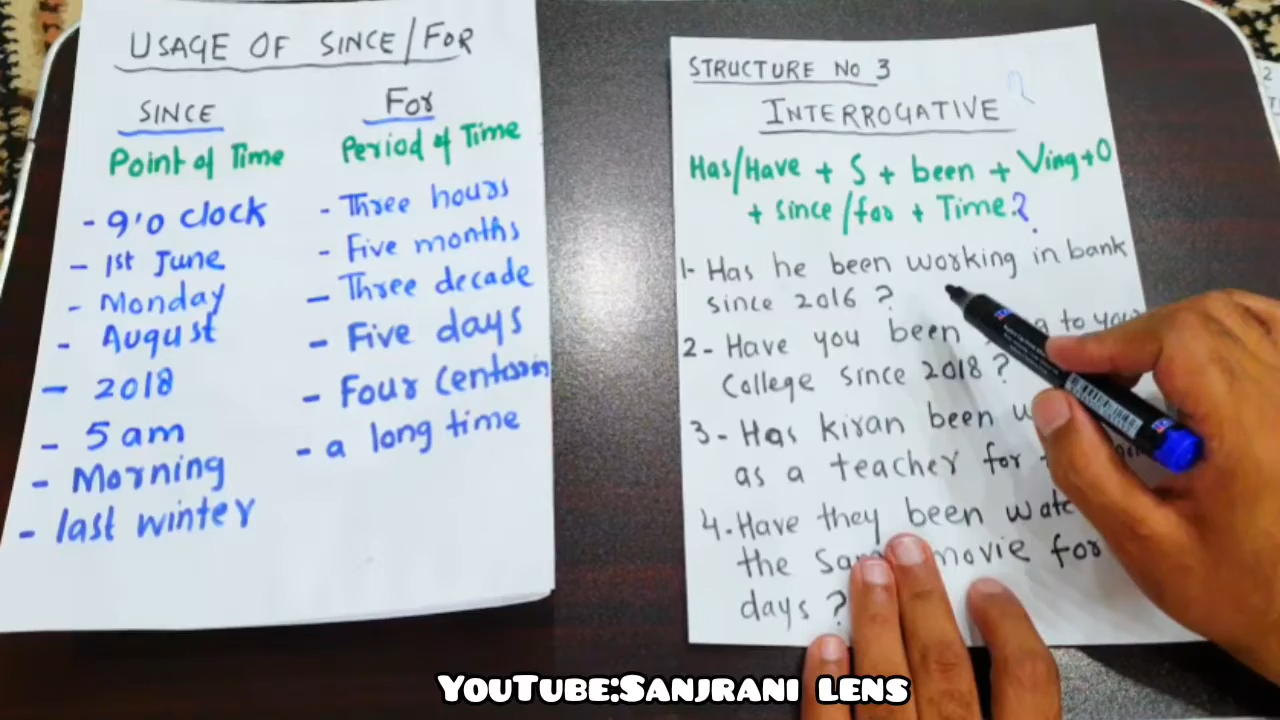 USAGE OF SINCE/FOR
SINCE
Point of Time
- 9'o clock
- 1st June
- Monday
- August
- 2018
- 5 am
- Morning
- last winter
For
Period of Time
- Three hours
- Five months
- Three decade
- Five days
- Four
- a long time
STRUCTURE NO 3
INTERROGATIVE
Has/Have + S + been + Ving + O
+ since/for + Time?
1- Has he been working in bank
since 2016 ?
2- Have you been to
College since 2018 ?
3- Has kiran been
as a teacher for
4. Have they been
the movie for
days ?
YouTube:Sanjrani lens